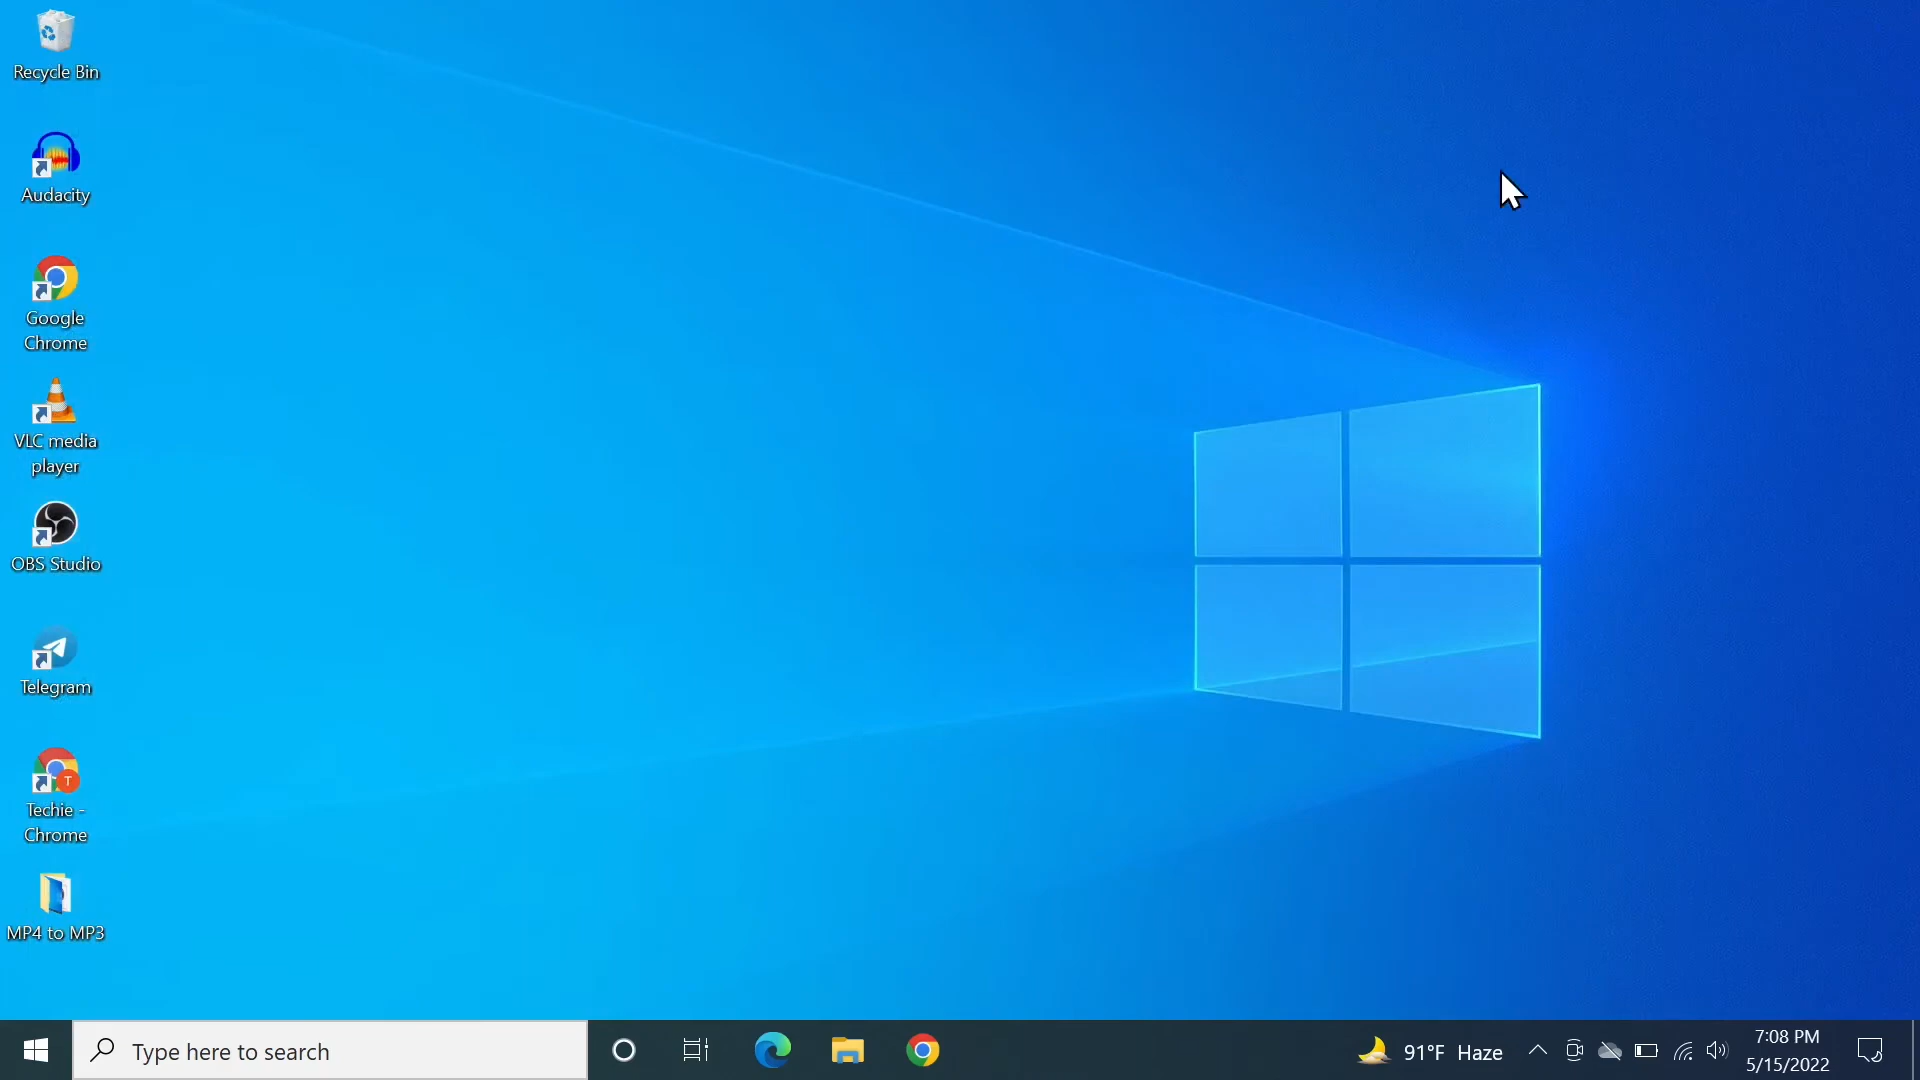 Recycle Bin
Audacity
Google
Chrome
VLC media
player
OBS Studio
Telegram
T
Techie -
Chrome
MP4 to MP3
Type here to search
91°F Haze
7:08 PM
5/15/2022